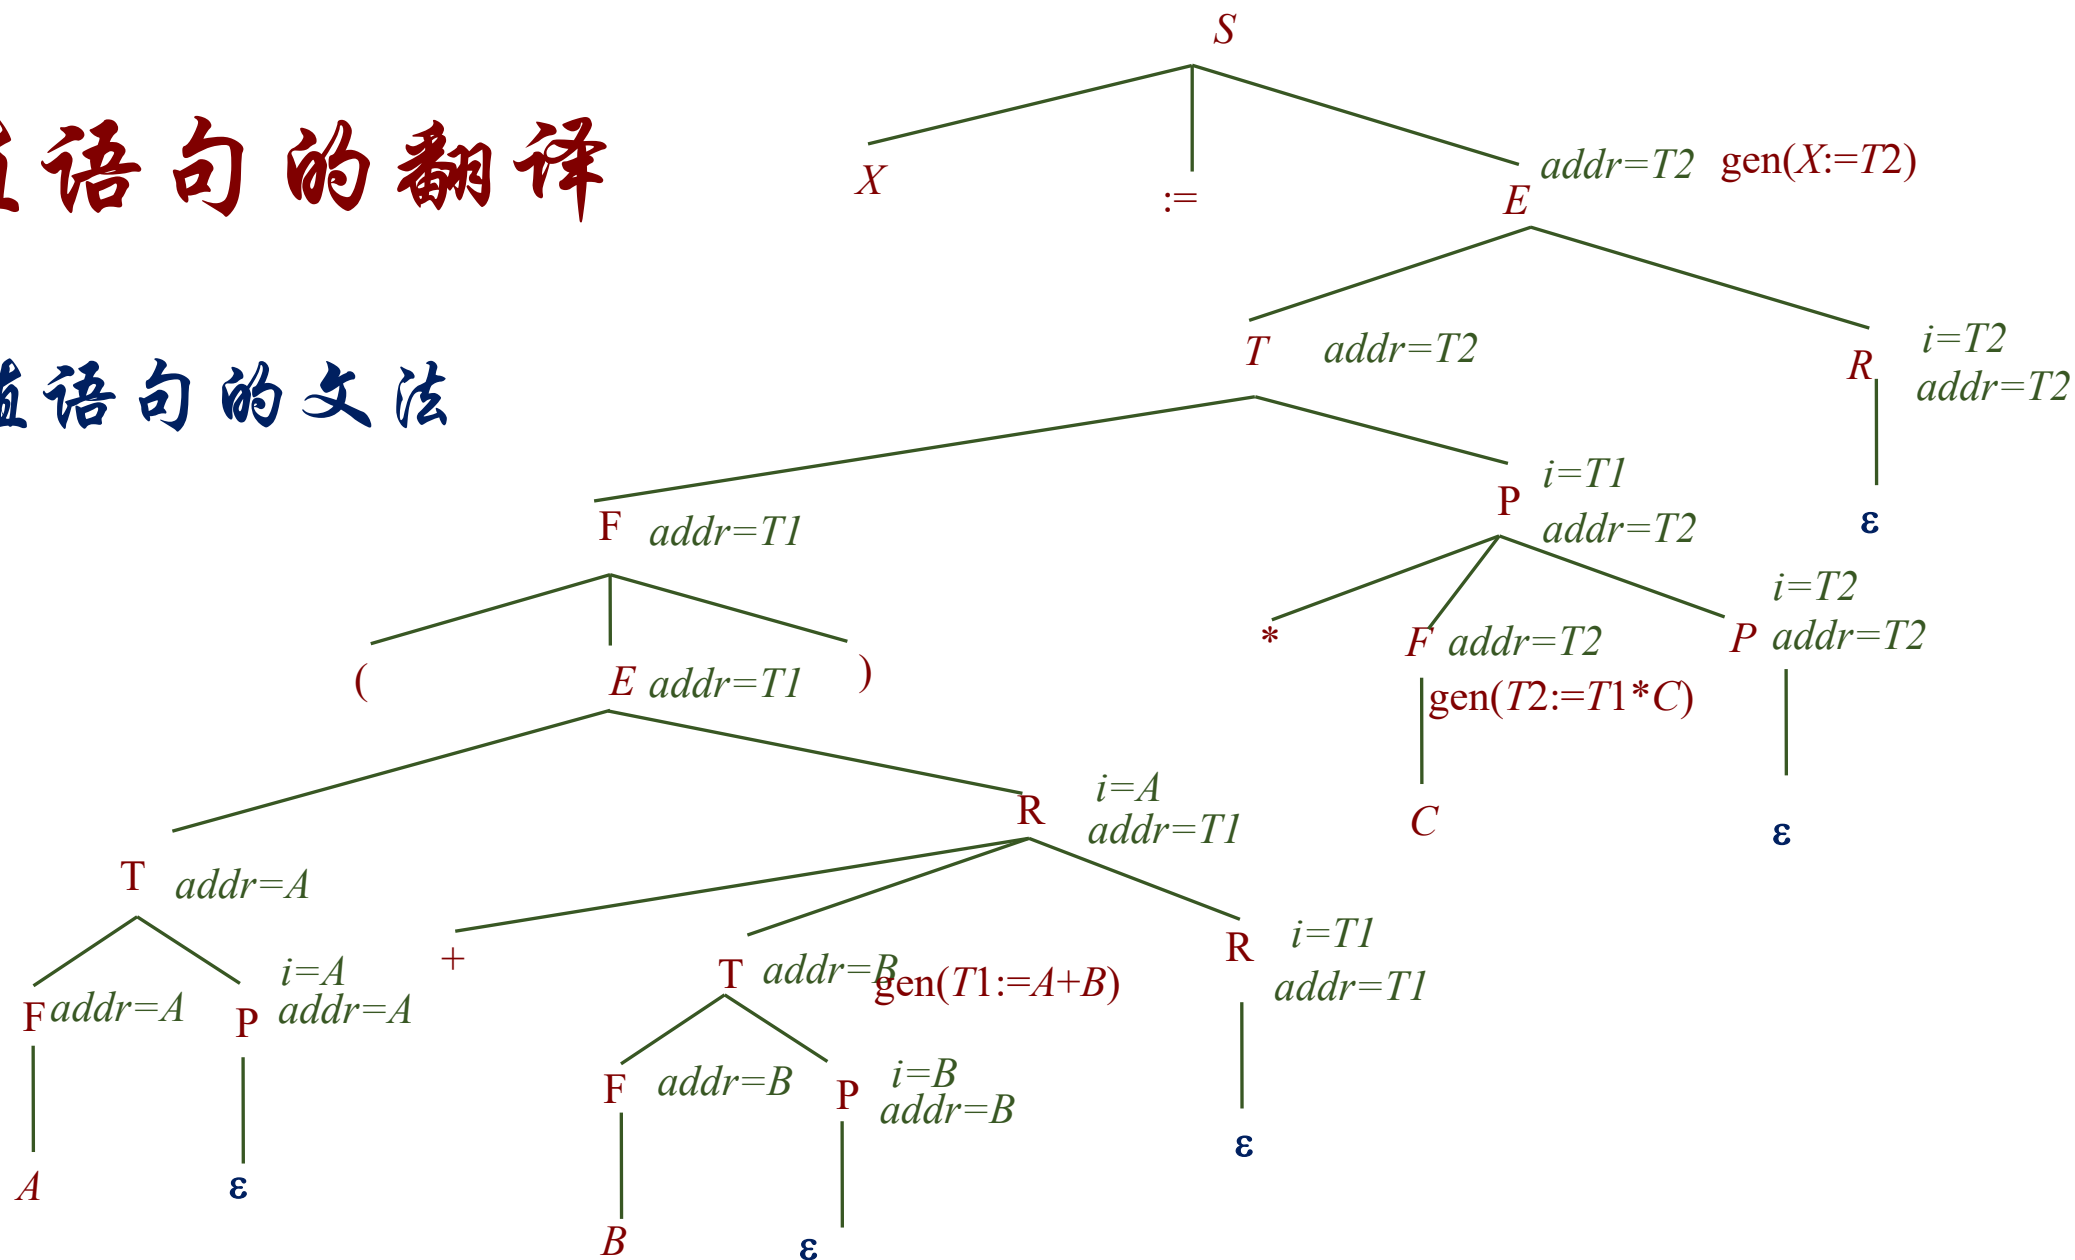 S
语句的翻译
X
:=
E
addr=T2
gen(X:=T2)
T
addr=T2
R
i=T2
addr=T2
值语句的文法
F
addr=T1
P
i=T1
addr=T2
ε
(
E
addr=T1
)
*
F
addr=T2
gen(T2:=T1*C)
P
i=T2
addr=T2
C
ε
T
addr=A
R
i=A
addr=T1
F
addr=A
P
i=A
addr=A
+
T
addr=B
gen(T1:=A+B)
R
i=T1
addr=T1
A
ε
F
addr=B
P
i=B
addr=B
ε
B
ε